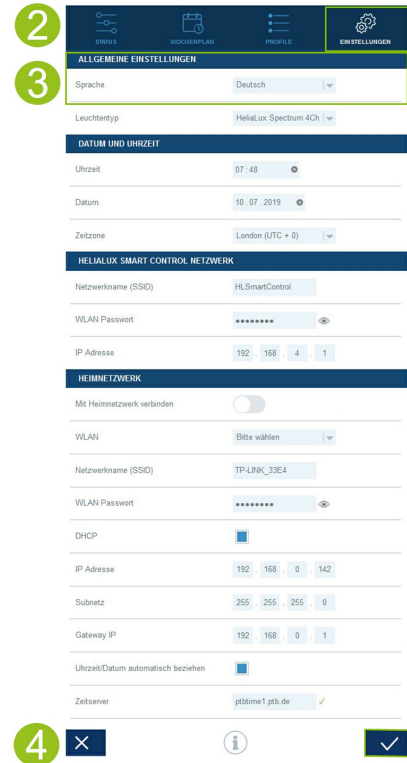 2
STATUS WOCHENPLAN PROFILE EINSTELLUNGEN
3
ALLGEMEINE EINSTELLUNGEN
Sprache Deutsch
Leuchtentyp HeliaLux Spectrum 4Ch
DATUM UND UHRZEIT
Uhrzeit 07 : 48
Datum 10 . 07 . 2019
Zeitzone London (UTC + 0)
HELIALUX SMART CONTROL NETZWERK
Netzwerkname (SSID) HLSmartControl
WLAN Passwort ••••••••
IP Adresse 192 . 168 . 4 . 1
HEIMNETZWERK
Mit Heimnetzwerk verbinden
WLAN Bitte wählen
Netzwerkname (SSID) TP-LINK_33E4
WLAN Passwort ••••••••
DHCP
IP Adresse 192 . 168 . 0 . 142
Subnetz 255 . 255 . 255 . 0
Gateway IP 192 . 168 . 0 . 1
Uhrzeit/Datum automatisch beziehen
Zeitserver ptbtime1.ptb.de
4